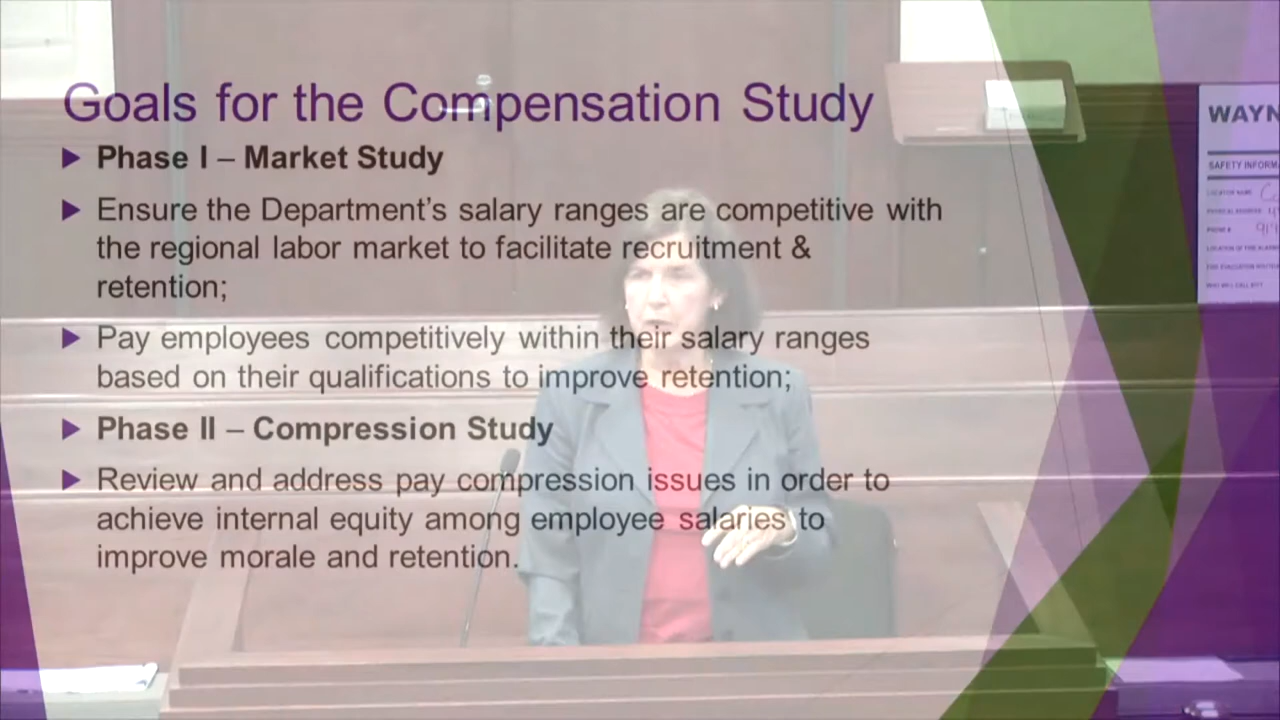 Goals for the Compensation Study
Phase I – Market Study
Ensure the Department's salary ranges are competitive with
the regional labor market to facilitate recruitment &
retention;
Pay employees competitively within their salary ranges
based on their qualifications to improve retention;
Phase II – Compression Study
Review and address pay compression issues in order to
achieve internal equity among employee salaries to
improve morale and retention.
WAYN
SAFETY INFORM